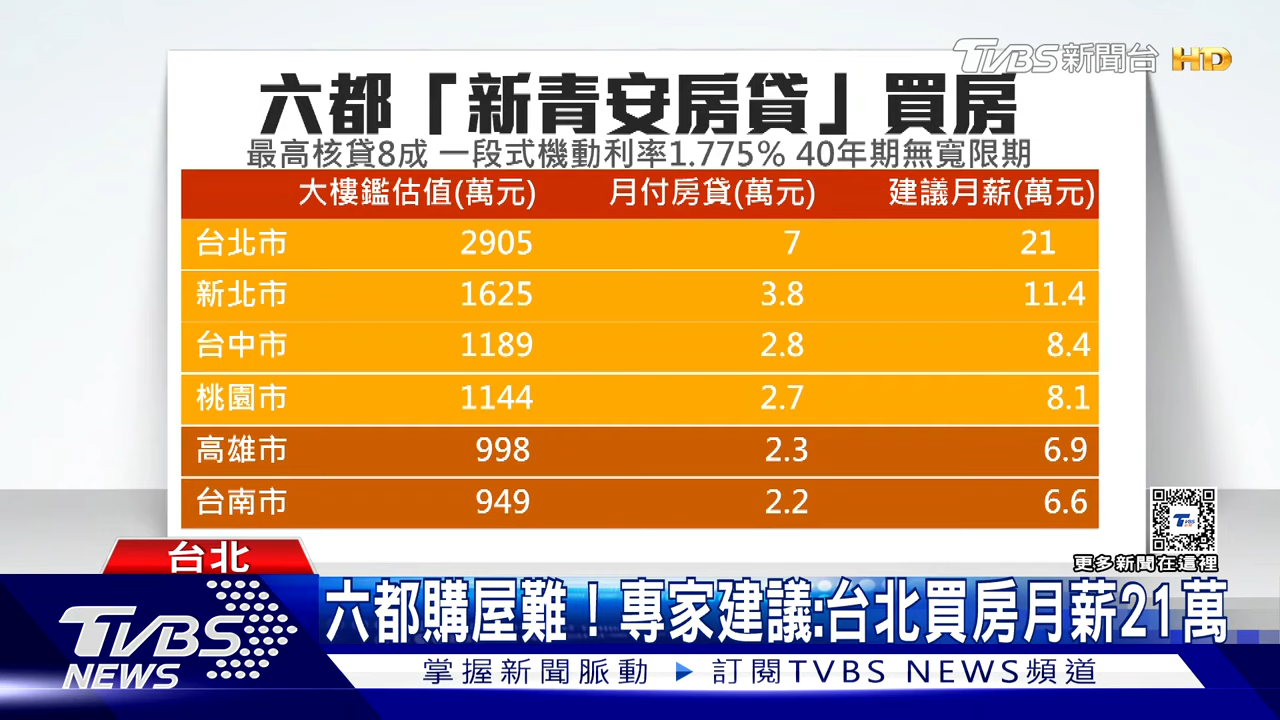 TVBS新聞台 HD
六都「新青安房貸」買房
最高核貸8成 一段式機動利率1.775% 40年期無寬限期
大樓鑑估值(萬元) 月付房貸(萬元) 建議月薪(萬元)
台北市 2905 7 21
新北市 1625 3.8 11.4
台中市 1189 2.8 8.4
桃園市 1144 2.7 8.1
高雄市 998 2.3 6.9
台南市 949 2.2 6.6
TVBS
更多新聞在這裡
台北
六都購屋難！專家建議:台北買房月薪21萬
TVBS NEWS
掌握新聞脈動 ▶ 訂閱TVBS NEWS頻道